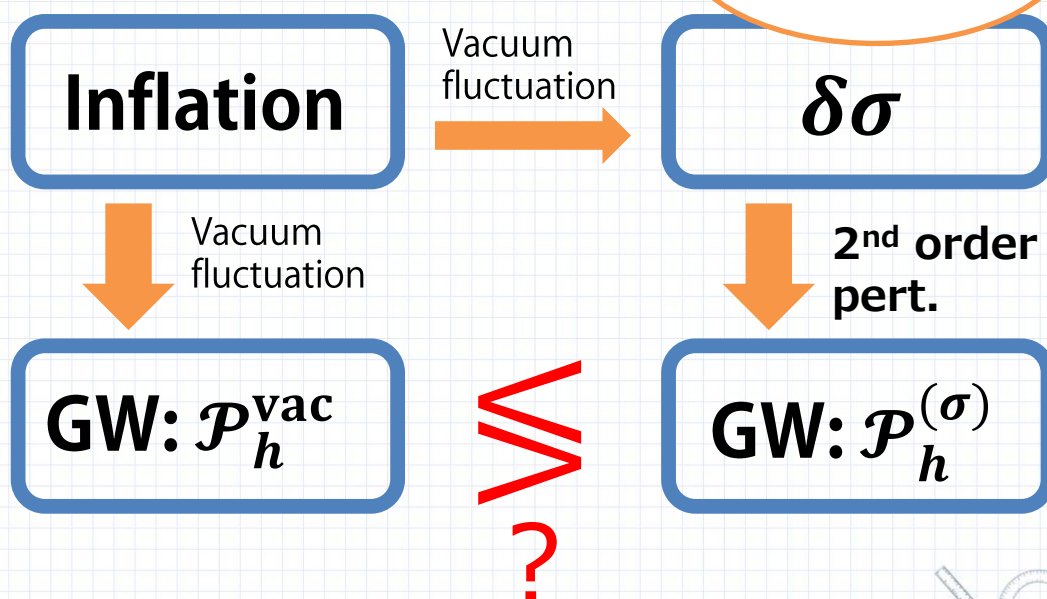 Inflation
Vacuum
fluctuation
δσ
Vacuum
fluctuation
2nd order
pert.
GW: 𝒫_h^vac
≶
GW: 𝒫_h^(σ)
?